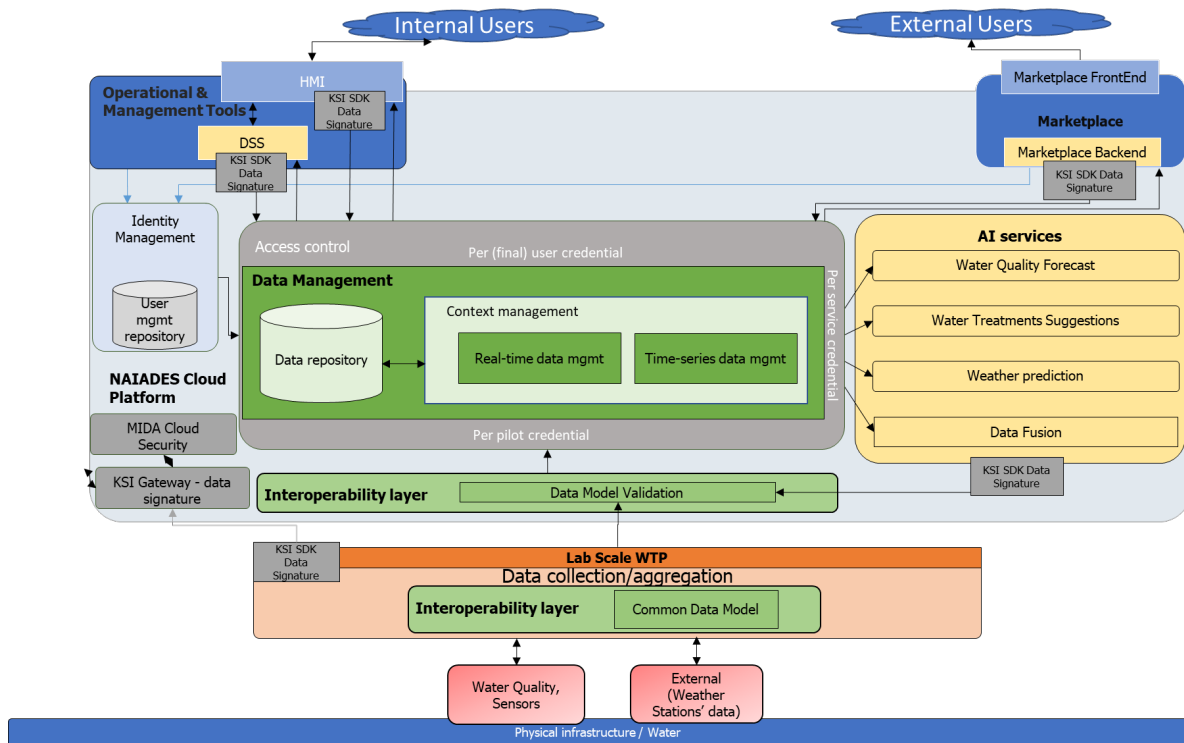 Internal Users
External Users
HMI
Operational &
Management Tools
KSI SDK
Data
Signature
DSS
KSI SDK
Data
Signature
Marketplace FrontEnd
Marketplace
Marketplace Backend
KSI SDK Data
Signature
Identity
Management
User
mgmt
repository
Access control
Per (final) user credential
Data Management
Data repository
Context management
Real-time data mgmt
Time-series data mgmt
Per service credential
Per pilot credential
AI services
Water Quality Forecast
Water Treatments Suggestions
Weather prediction
Data Fusion
KSI SDK Data
Signature
NAIADES Cloud
Platform
MIDA Cloud
Security
KSI Gateway - data
signature
Interoperability layer
Data Model Validation
KSI SDK
Data
Signature
Lab Scale WTP
Data collection/aggregation
Interoperability layer
Common Data Model
Water Quality,
Sensors
External
(Weather
Stations’ data)
Physical infrastructure / Water